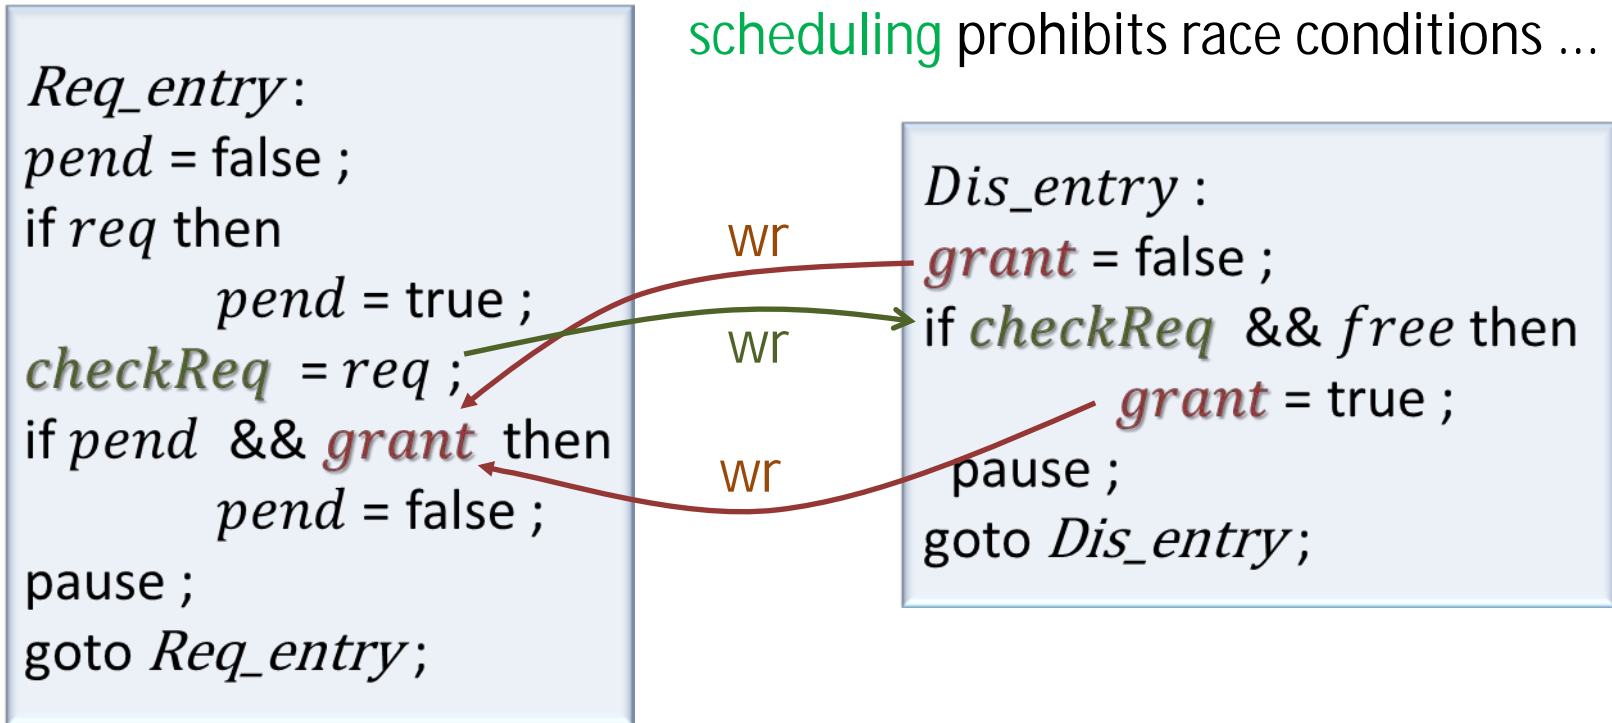 scheduling prohibits race conditions ...
Req_entry :
pend = false ;
if req then
pend = true ;
checkReq = req ;
if pend && grant then
pend = false ;
pause ;
goto Req_entry ;
wr
wr
wr
Dis_entry :
grant = false ;
if checkReq && free then
grant = true ;
pause ;
goto Dis_entry ;